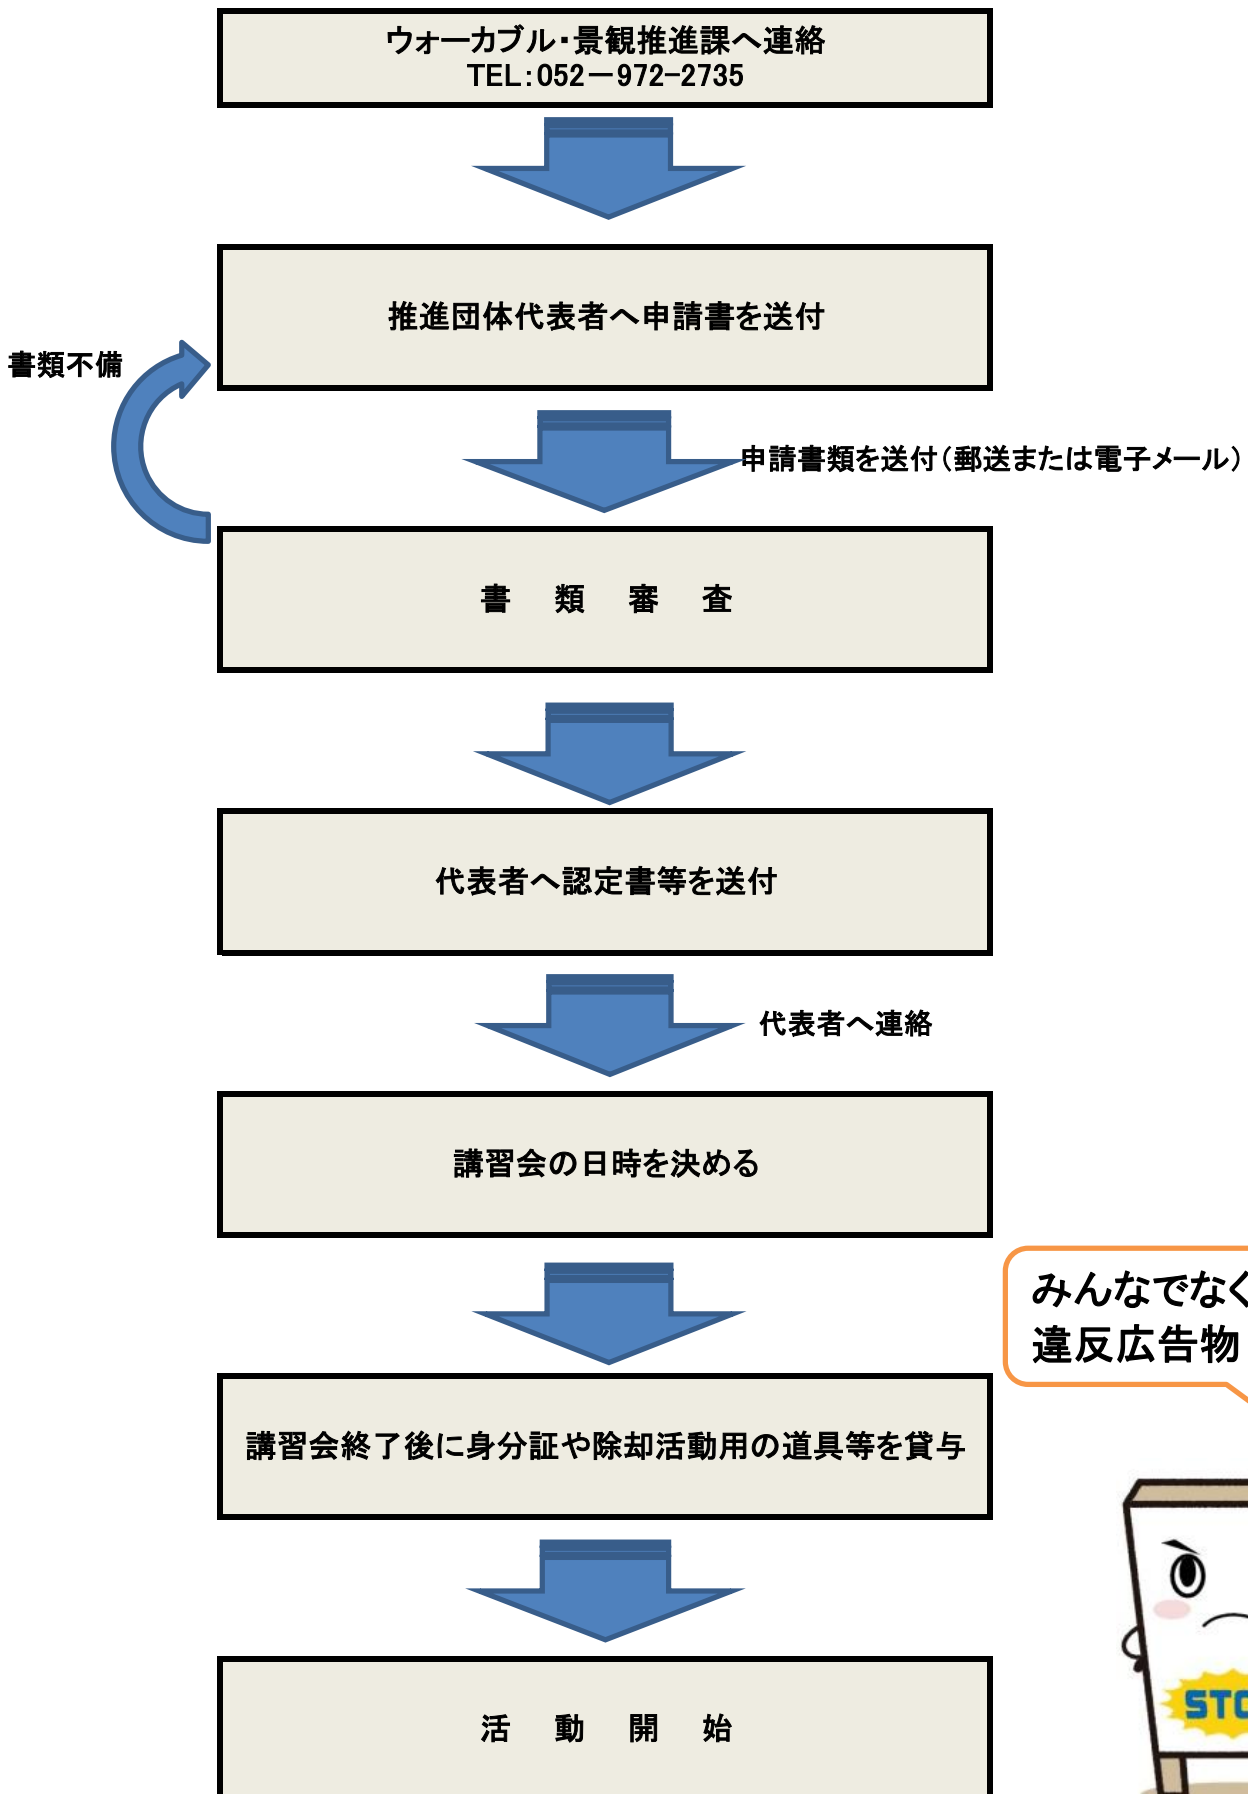 ウォーカブル・景観推進課へ連絡
TEL:052－972-2735
推進団体代表者へ申請書を送付
書類不備
申請書類を送付（郵送または電子メール）
書　類　審　査
代表者へ認定書等を送付
代表者へ連絡
講習会の日時を決める
みんなでなく
違反広告物
講習会終了後に身分証や除却活動用の道具等を貸与
STO
活　動　開　始